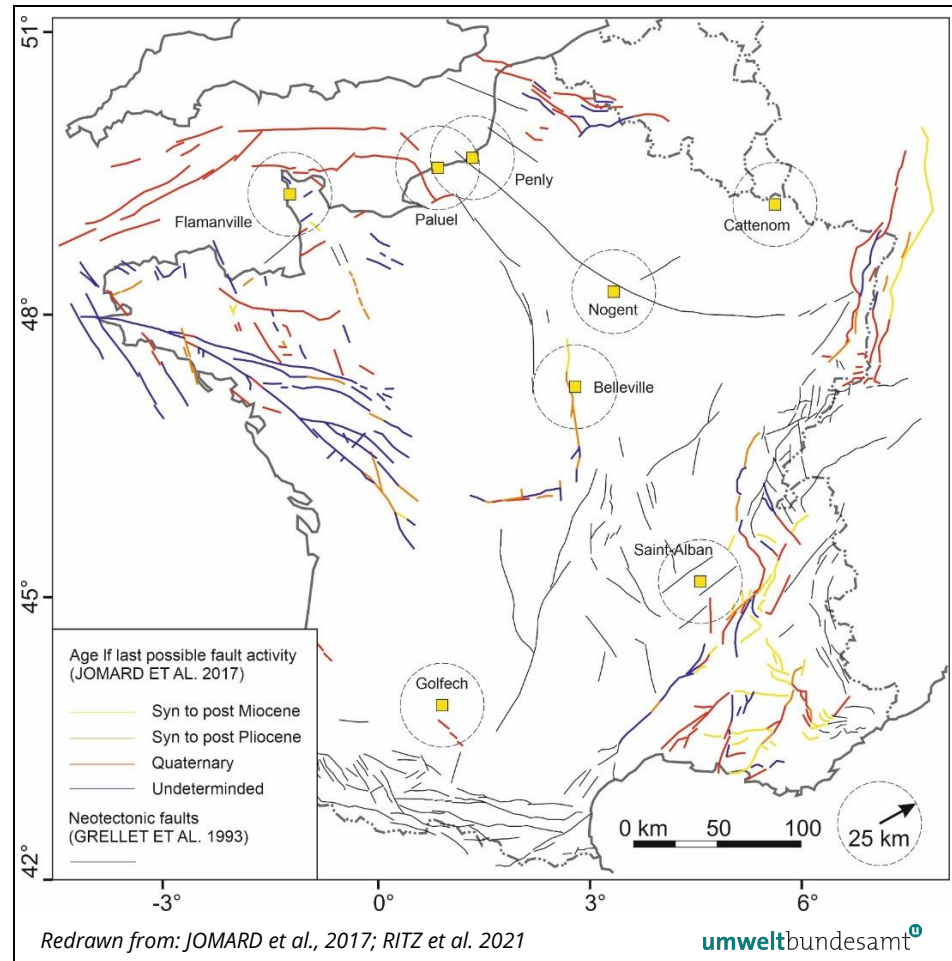 51°
48°
45°
42°
Flamanville
Paluel
Penly
Cattenom
Nogent
Belleville
Saint-Alban
Golfech
Age If last possible fault activity
(JOMARD ET AL. 2017)
Syn to post Miocene
Syn to post Pliocene
Quaternary
Undeterminded
Neotectonic faults
(GRELLET ET AL. 1993)
0 km 50 100
25 km
-3° 0° 3° 6°
Redrawn from: JOMARD et al., 2017; RITZ et al. 2021
umweltbundesamt u